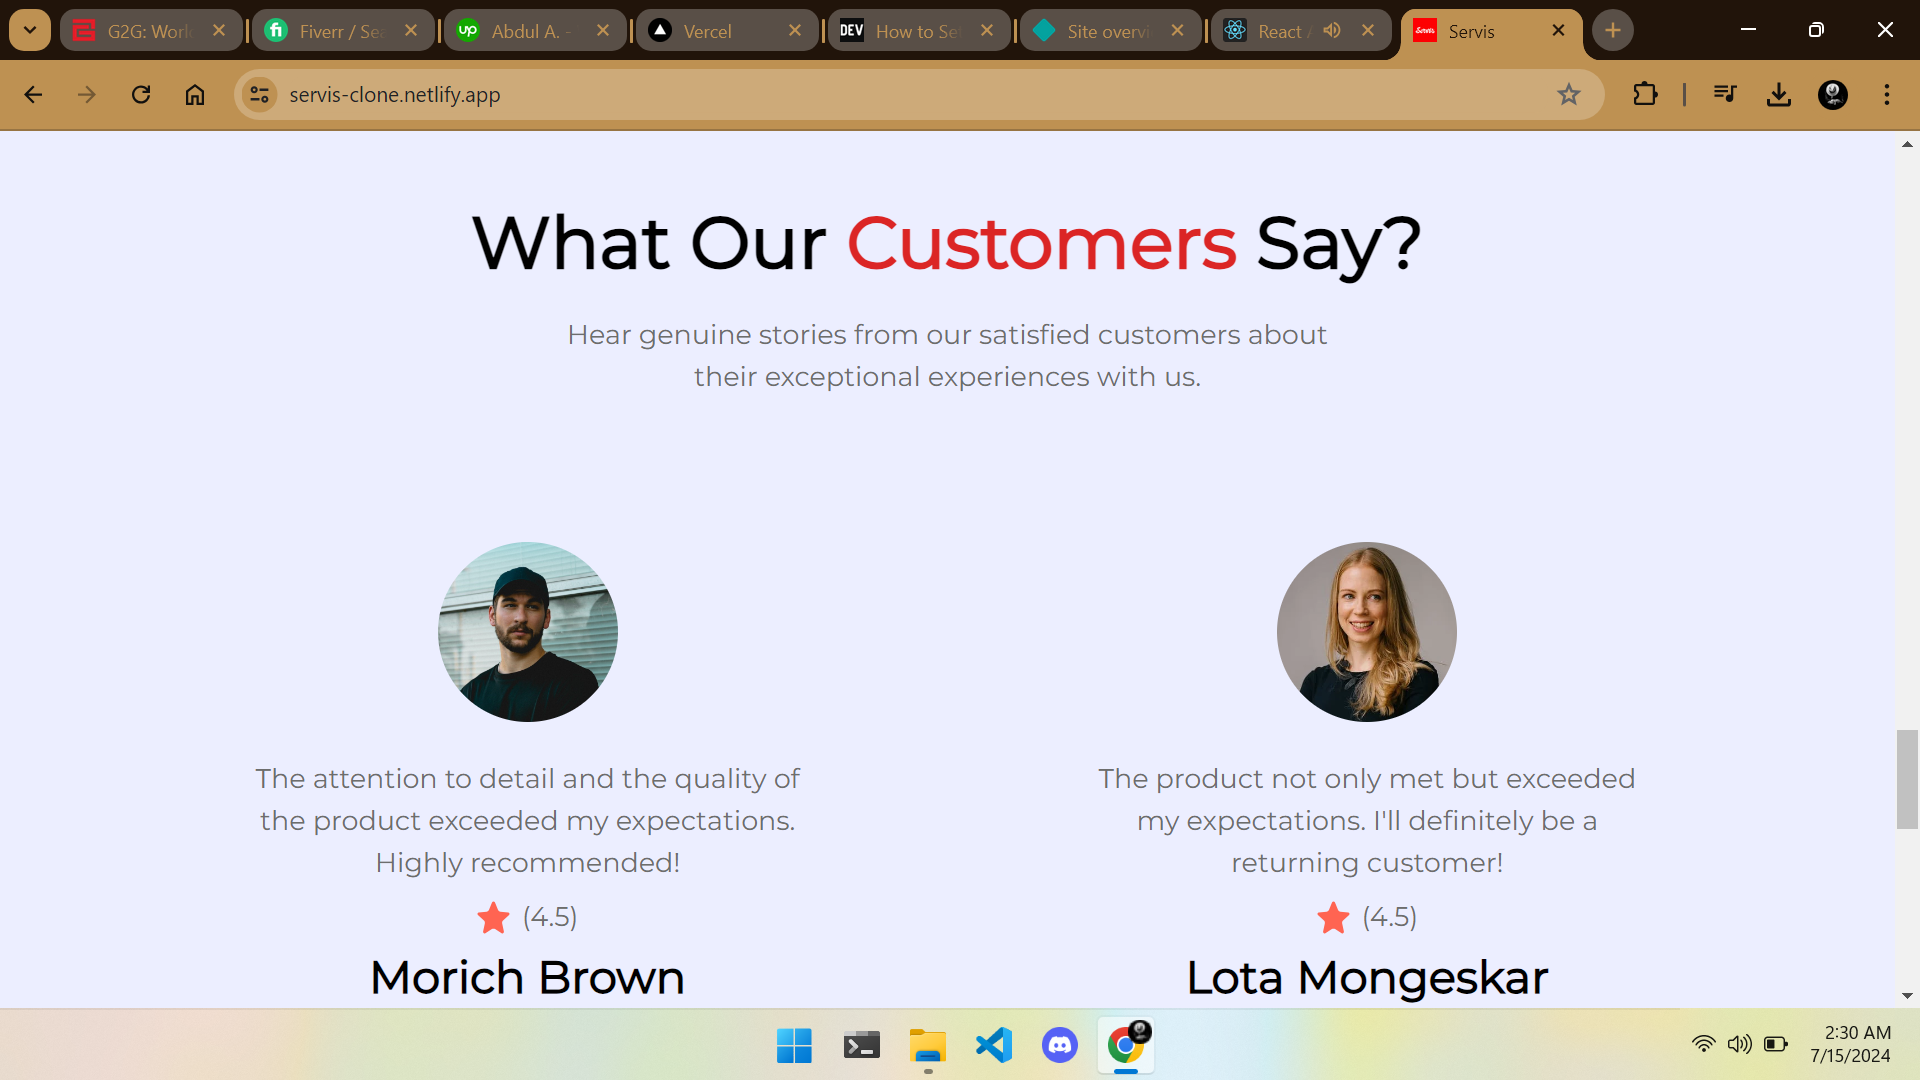 G2G: Worl
Fiverr / Se
Abdul A. -
Vercel
DEV
How to Se
Site overvi
React
Servis
servis-clone.netlify.app
What Our Customers Say?
Hear genuine stories from our satisfied customers about
their exceptional experiences with us.
The attention to detail and the quality of
the product exceeded my expectations.
Highly recommended!
(4.5)
Morich Brown
The product not only met but exceeded
my expectations. I'll definitely be a
returning customer!
(4.5)
Lota Mongeskar
2:30 AM
7/15/2024